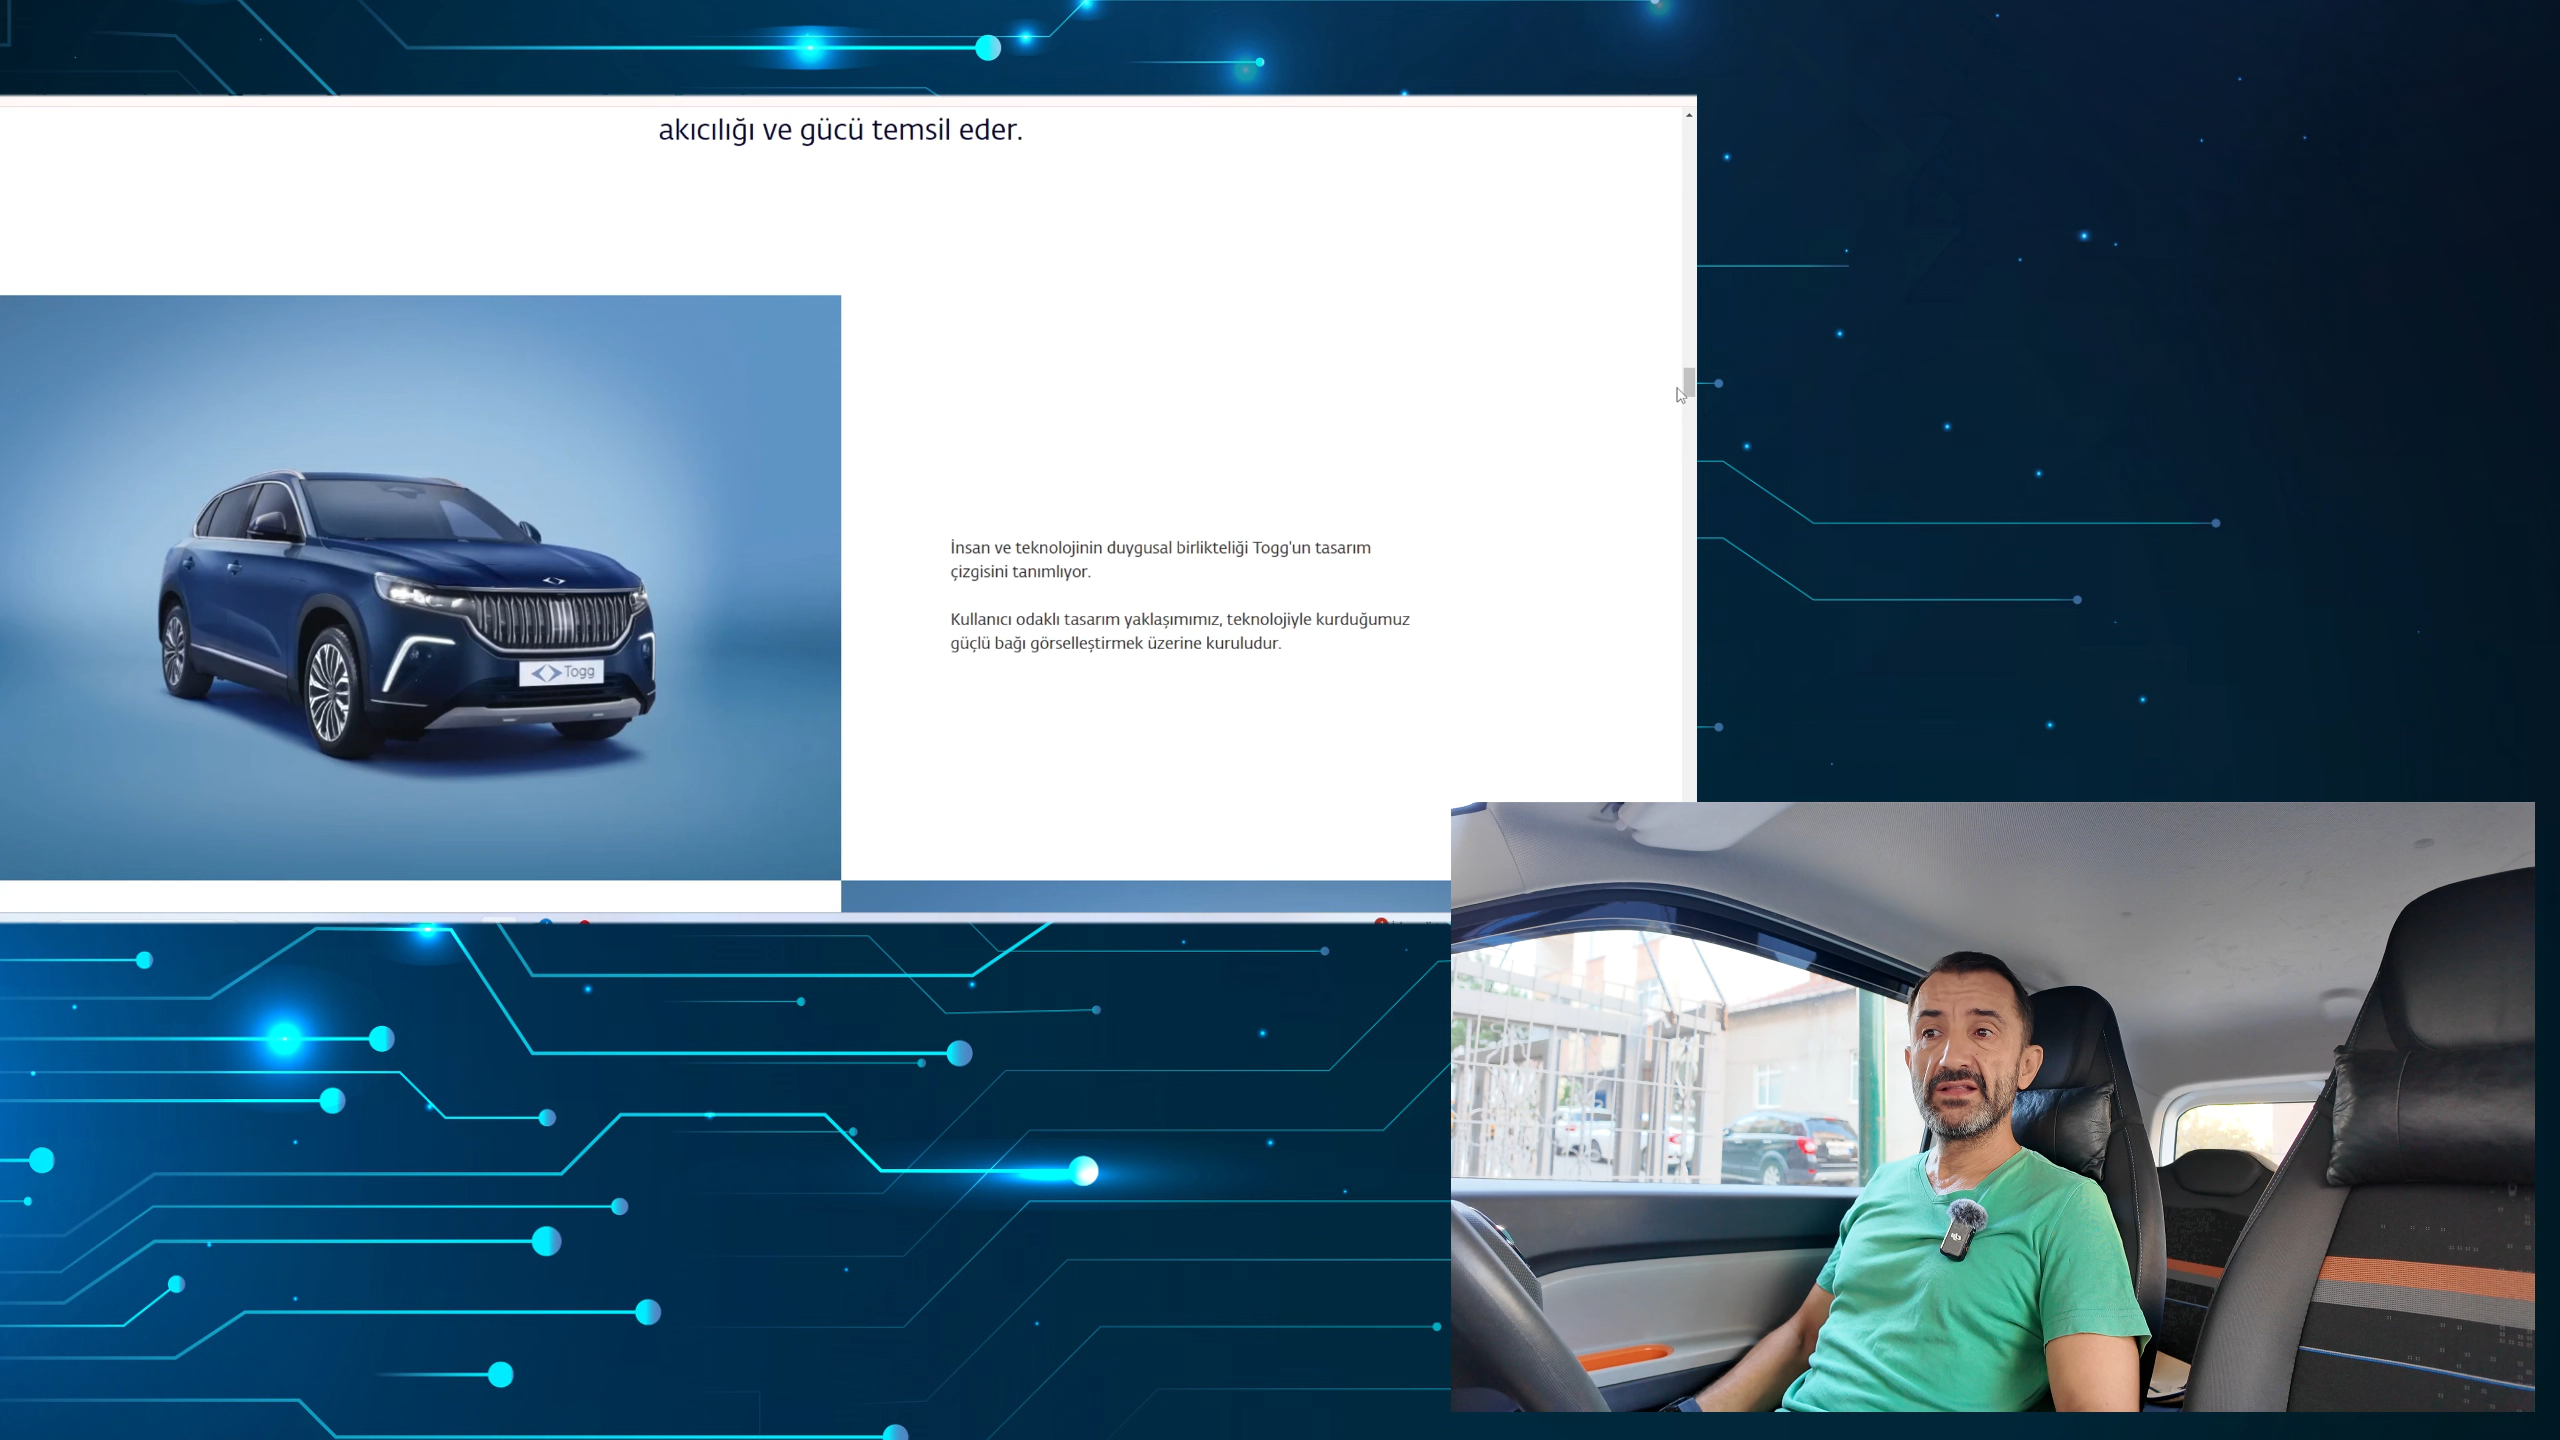 akıcılığı ve gücü temsil eder.
İnsan ve teknolojinin duygusal birlikteliği Togg'un tasarım
çizgisini tanımlıyor.
Kullanıcı odaklı tasarım yaklaşımımız, teknolojiyle kurduğumuz
güçlü bağı görselleştirmek üzerine kuruludur.
Togg